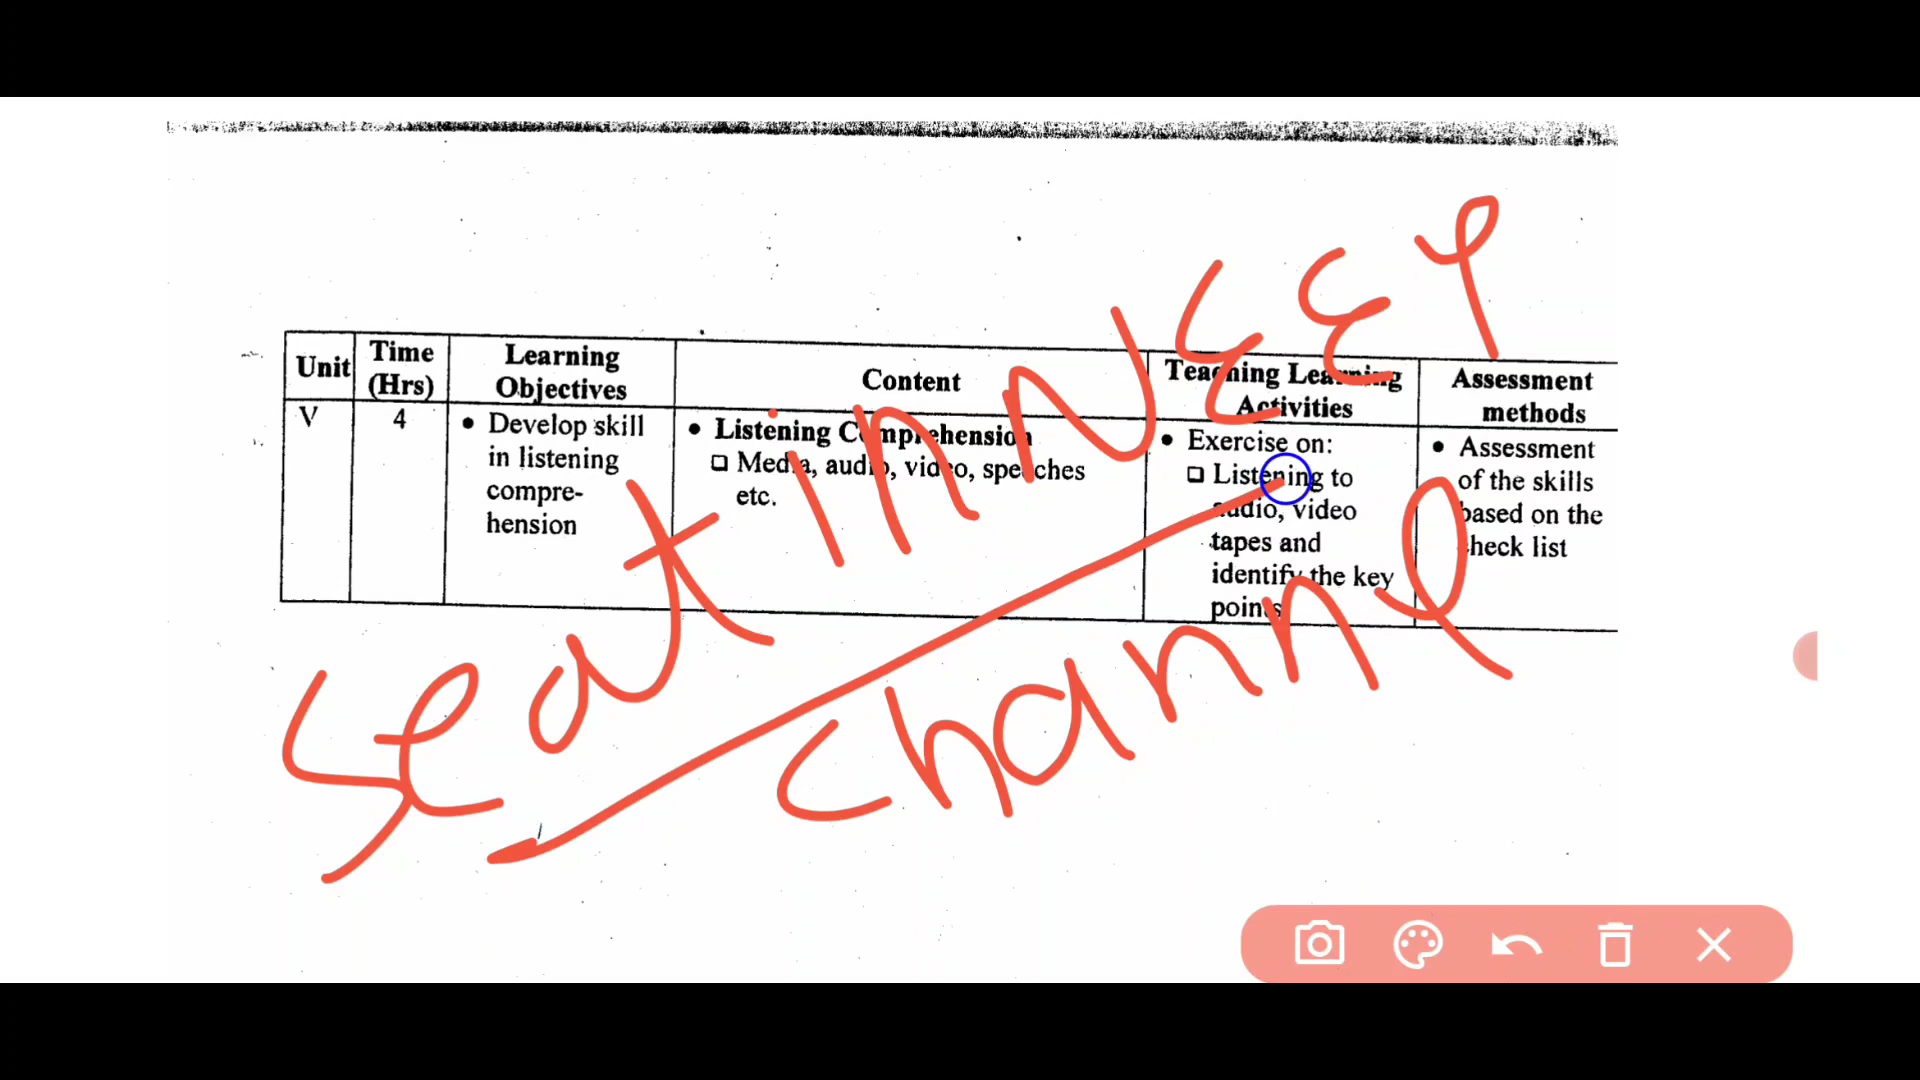 Unit
Time
(Hrs)
Learning
Objectives
Content
Teaching Learning
Activities
Assessment
methods
V
4
• Develop skill
in listening
compre-
hension
• Listening Comprehension
❑ Media, audio, video, speeches
etc.
• Exercise on:
❑ Listening to
audio, video
tapes and
identify the key
points
• Assessment
of the skills
based on the
check list
Seat in NEET
channl